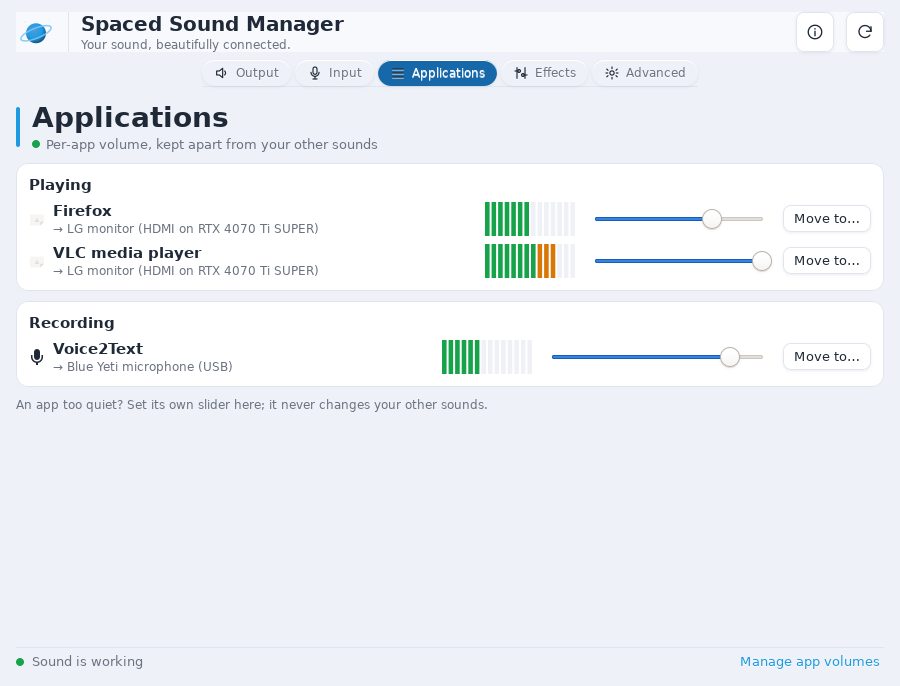 Spaced Sound Manager
Your sound, beautifully connected.
Output Input Applications Effects Advanced
Applications
Per-app volume, kept apart from your other sounds
Playing
Firefox
→ LG monitor (HDMI on RTX 4070 Ti SUPER)
Move to...
VLC media player
→ LG monitor (HDMI on RTX 4070 Ti SUPER)
Move to...
Recording
Voice2Text
→ Blue Yeti microphone (USB)
Move to...
An app too quiet? Set its own slider here; it never changes your other sounds.
Sound is working
Manage app volumes